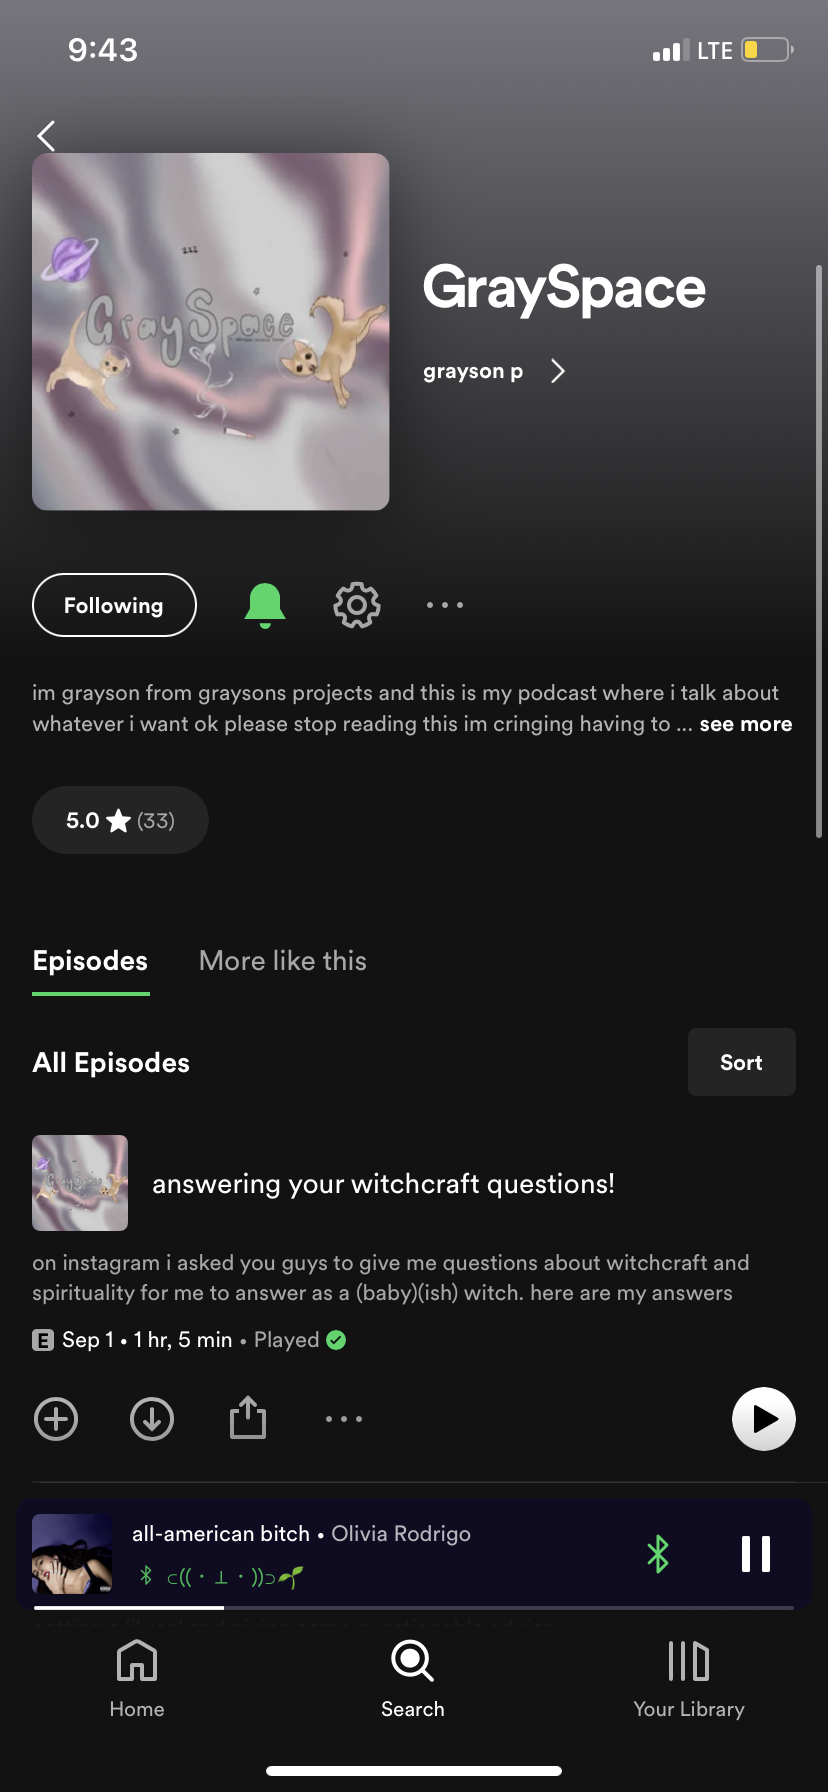 9:43
LTE
zzz
GraySpace
GraySpace
grayson p
Following
im grayson from graysons projects and this is my podcast where i talk about
whatever i want ok please stop reading this im cringing having to ... see more
5.0 ★ (33)
Episodes
More like this
All Episodes
Sort
GraySpace
answering your witchcraft questions!
on instagram i asked you guys to give me questions about witchcraft and
spirituality for me to answer as a (baby)(ish) witch. here are my answers
E Sep 1 • 1 hr, 5 min • Played
all-american bitch • Olivia Rodrigo
⊂((・⊥・))⊃🌱
Home
Search
Your Library